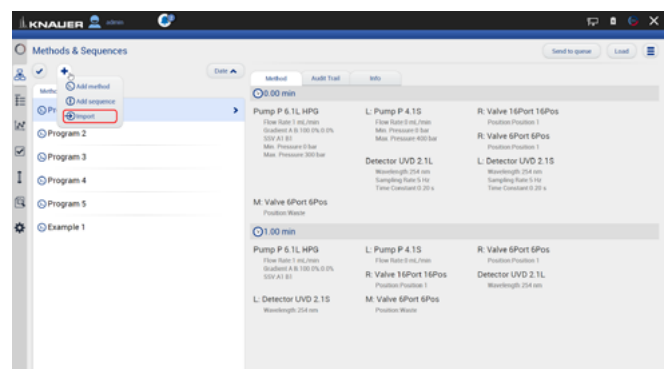 KNAUER admin
Methods & Sequences
Send to queue
Load
Date
Add method
Add sequence
Import
Program 2
Program 3
Program 4
Program 5
Example 1
Method
Audit Trail
Info
0.00 min
Pump P 6.1L HPG
Flow Rate:1 mL/min
Gradient A B:100.0% 0.0%
SSV A1 B1
Min. Pressure 0 bar
Max. Pressure 300 bar
L: Pump P 4.1S
Flow Rate:0 mL/min
Min. Pressure 0 bar
Max. Pressure 400 bar
R: Valve 16Port 16Pos
Position:Position 1
R: Valve 6Port 6Pos
Position:Position 1
Detector UVD 2.1L
Wavelength 254 nm
Sampling Rate 5 Hz
Time Constant 0.20 s
L: Detector UVD 2.1S
Wavelength 254 nm
Sampling Rate 5 Hz
Time Constant 0.20 s
M: Valve 6Port 6Pos
Position Waste
1.00 min
Pump P 6.1L HPG
Flow Rate:1 mL/min
Gradient A B:100.0% 0.0%
SSV A1 B1
L: Pump P 4.1S
Flow Rate:0 mL/min
R: Valve 6Port 6Pos
Position:Position 1
R: Valve 16Port 16Pos
Position:Position 1
Detector UVD 2.1L
Wavelength 254 nm
L: Detector UVD 2.1S
Wavelength 254 nm
M: Valve 6Port 6Pos
Position Waste